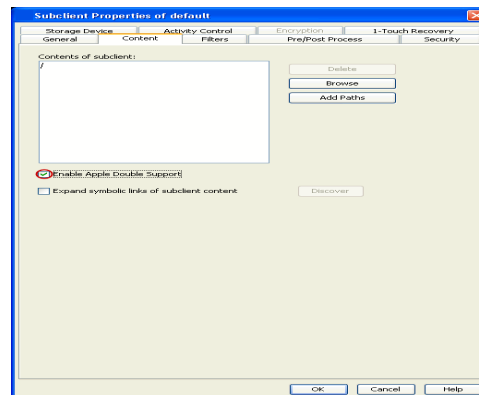 Subclient Properties of default
Storage Device Activity Control Encryption 1-Touch Recovery
General Content Filters Pre/Post Process Security
Contents of subclient:
/
Delete
Browse
Add Paths
Enable Apple Double Support
Expand symbolic links of subclient content Discover
OK Cancel Help